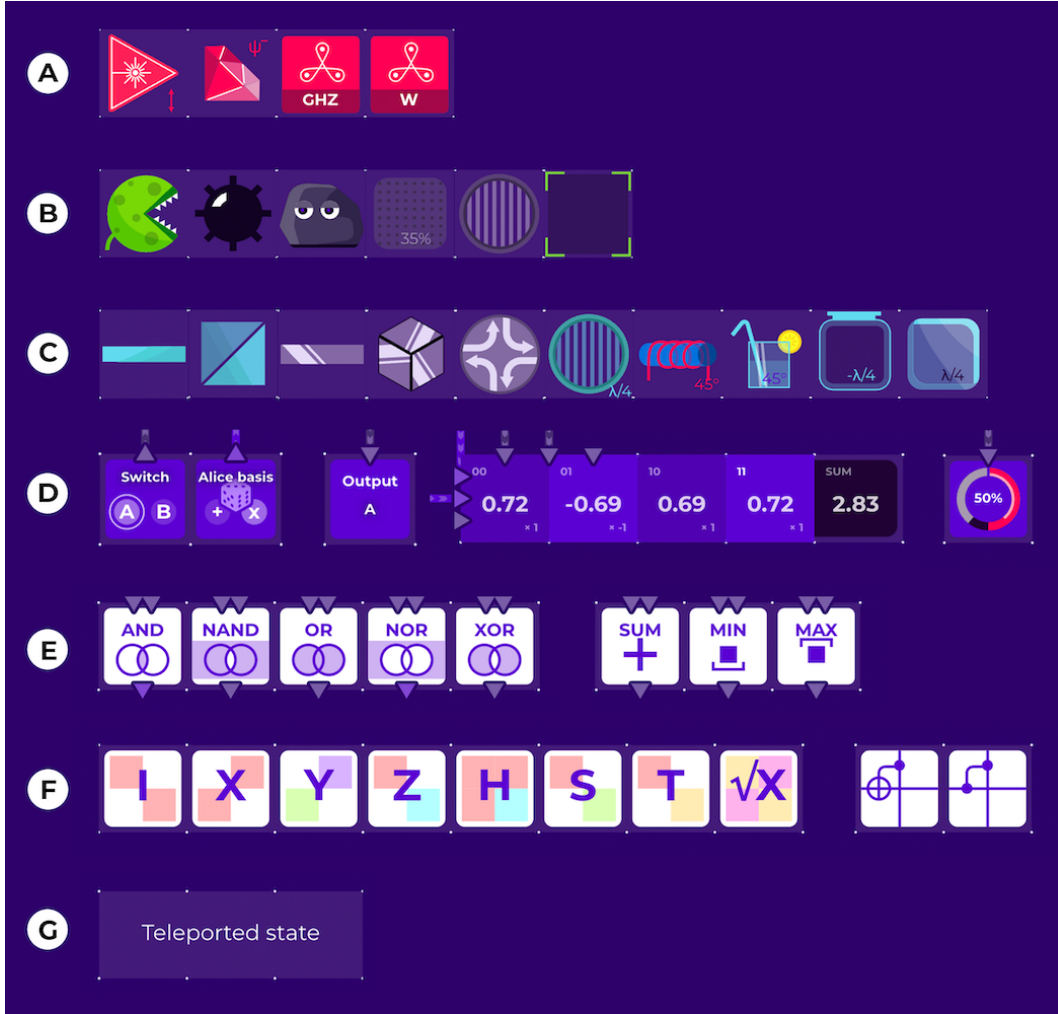 A
ψ⁻
GHZ
W
B
35%
C
λ/4
45°
45°
-λ/4
λ/4
D
Switch
A B
Alice basis
+ x
Output
A
00
0.72
× 1
01
-0.69
× -1
10
0.69
× 1
11
0.72
× 1
SUM
2.83
50%
E
AND
NAND
OR
NOR
XOR
SUM
MIN
MAX
F
I
X
Y
Z
H
S
T
√X
G
Teleported state